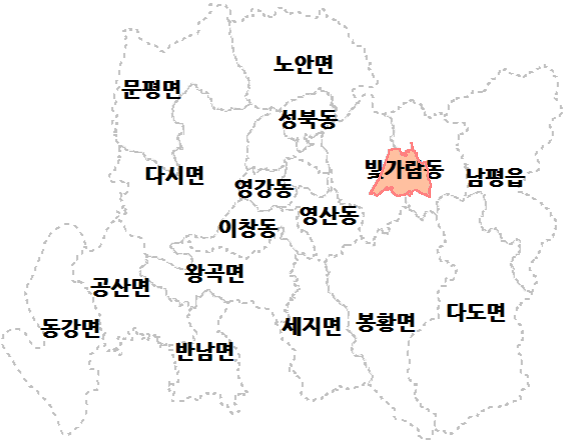 노안면
문평면
성북동
빛가람동
다시면
남평읍
영강동
영산동
이창동
왕곡면
공산면
다도면
봉황면
세지면
동강면
반남면